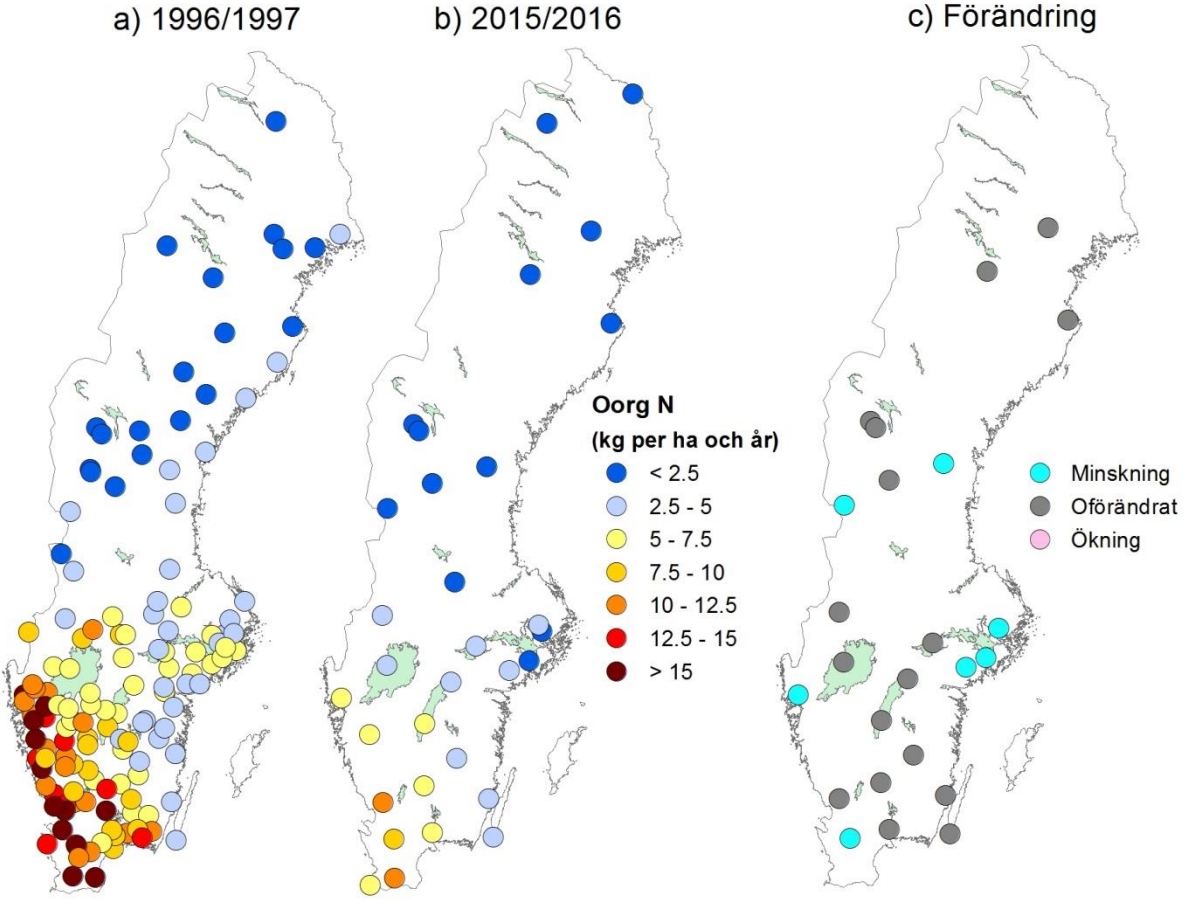 a) 1996/1997
b) 2015/2016
c) Förändring
Oorg N
(kg per ha och år)
< 2.5
2.5 - 5
5 - 7.5
7.5 - 10
10 - 12.5
12.5 - 15
> 15
Minskning
Oförändrat
Ökning